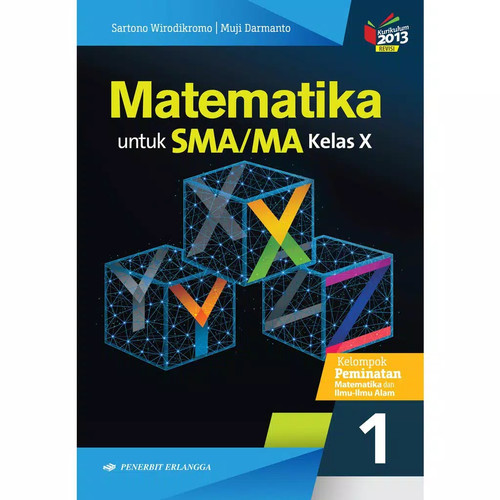 Sartono Wirodikromo | Muji Darmanto
Kurikulum
2013
REVISI
Matematika
untuk SMA/MA Kelas X
X X
Y Y
Z Z
Kelompok
Peminatan
Matematika dan
Ilmu-Ilmu Alam
1
PENERBIT ERLANGGA